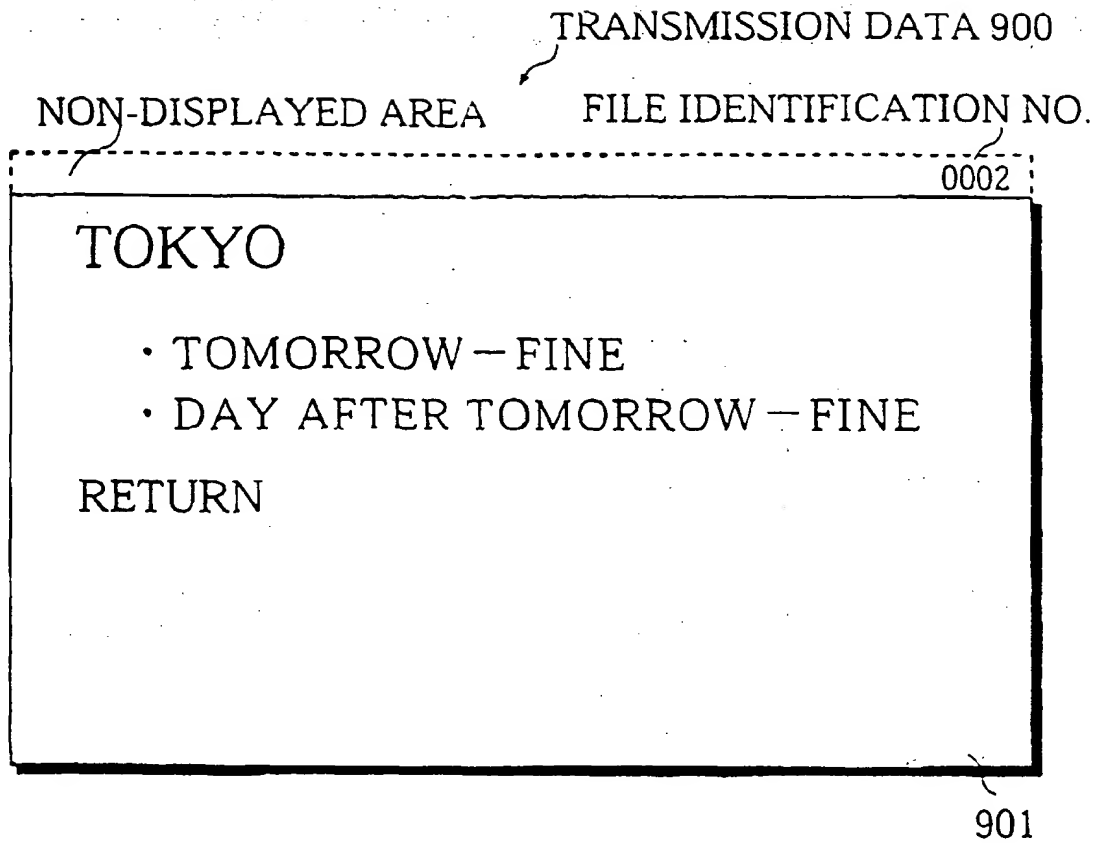 TRANSMISSION DATA 900
NON-DISPLAYED AREA
FILE IDENTIFICATION NO.
0002
TOKYO
· TOMORROW－FINE
· DAY AFTER TOMORROW－FINE
RETURN
901